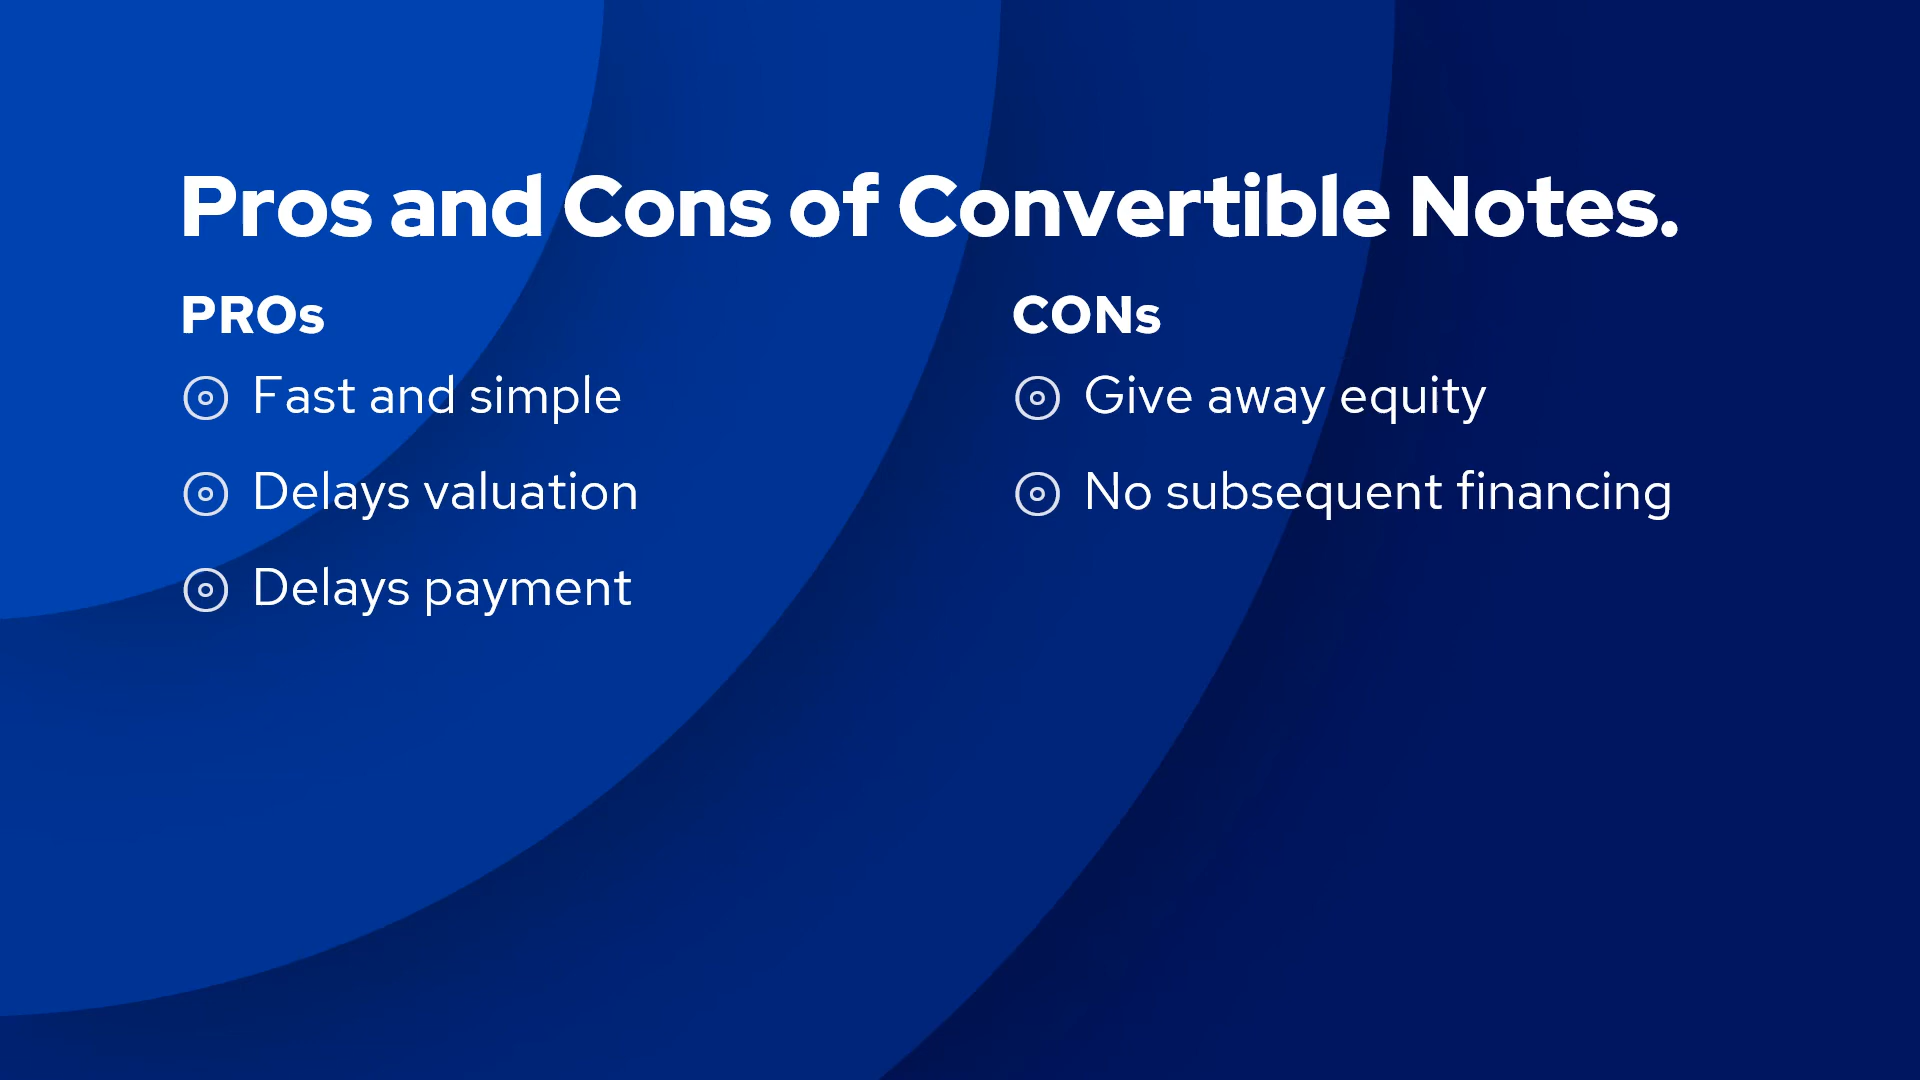 Pros and Cons of Convertible Notes.
PROs
Fast and simple
Delays valuation
Delays payment
CONs
Give away equity
No subsequent financing